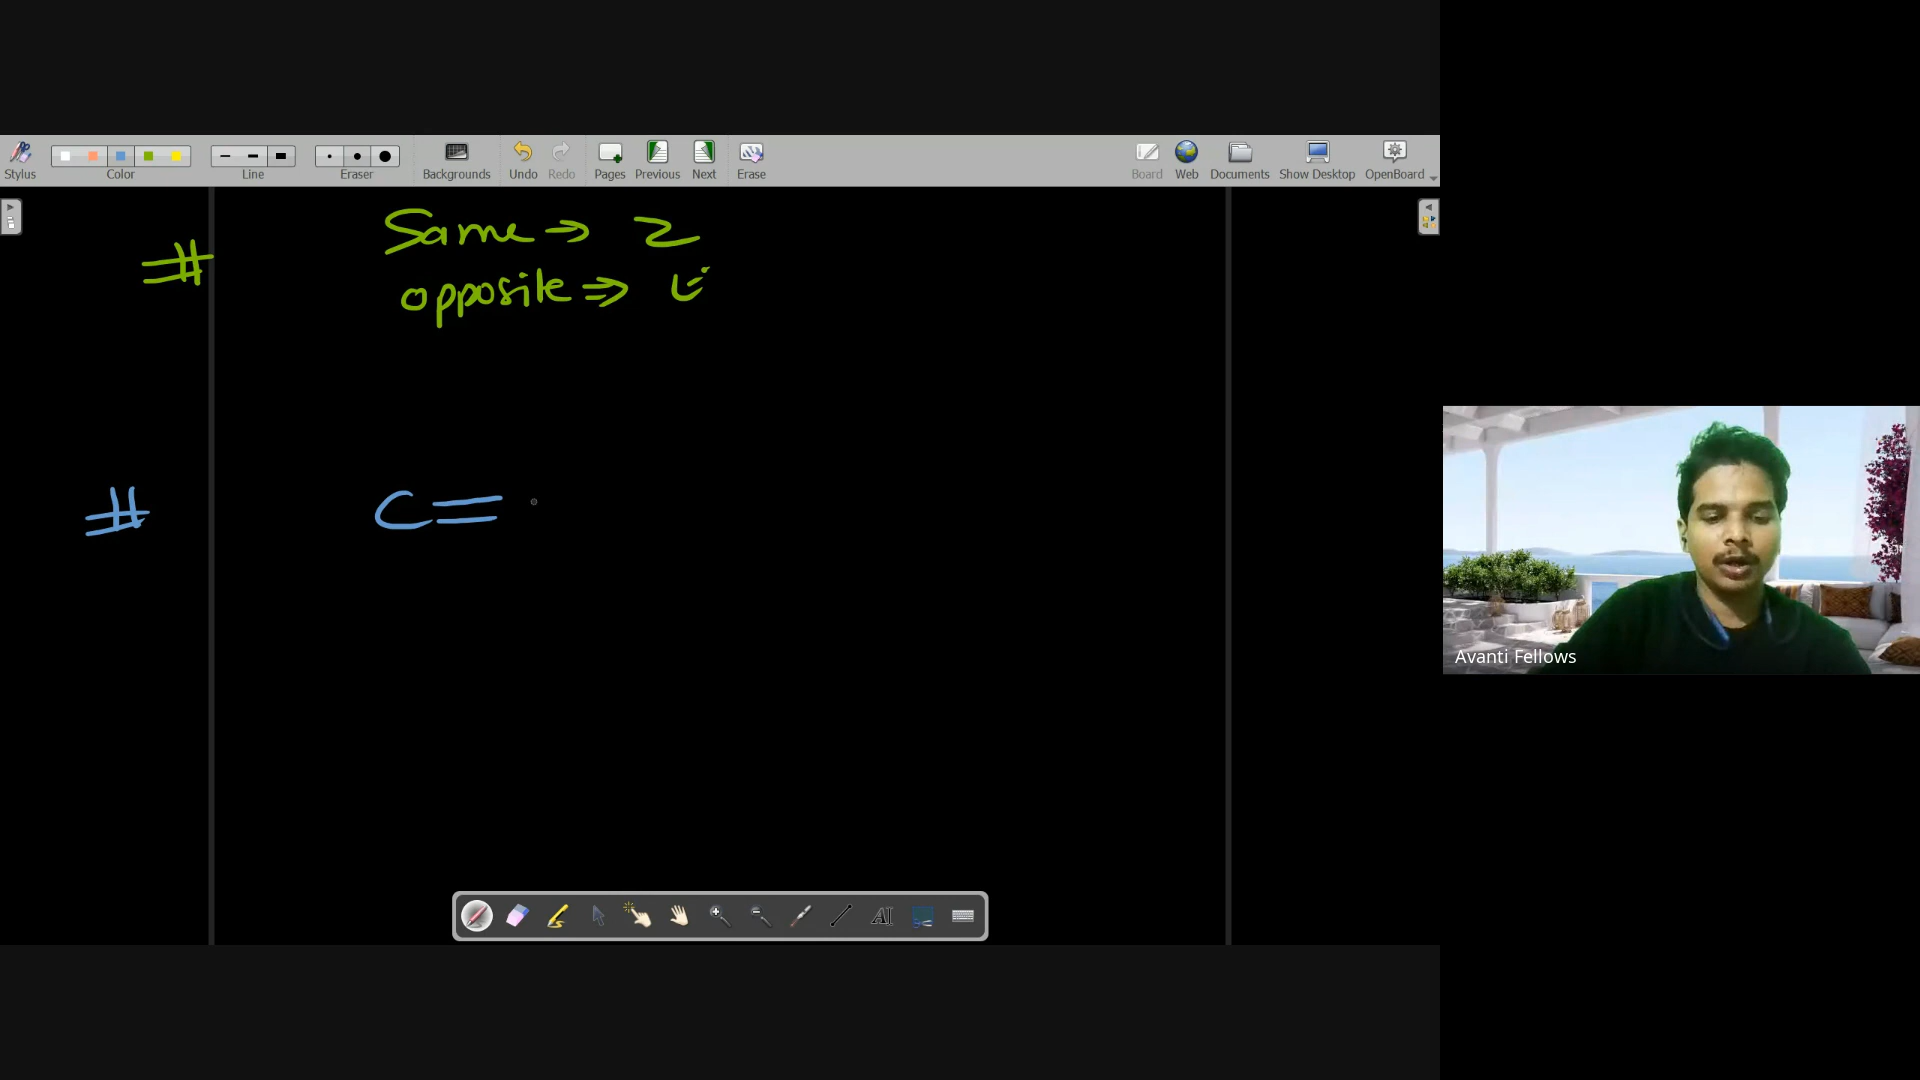 Stylus
Color
Line
Eraser
Backgrounds
Undo
Redo
Pages
Previous
Next
Erase
Board
Web
Documents
Show Desktop
OpenBoard
# Same → Z
opposite ⇒ E
# C =
Avanti Fellows